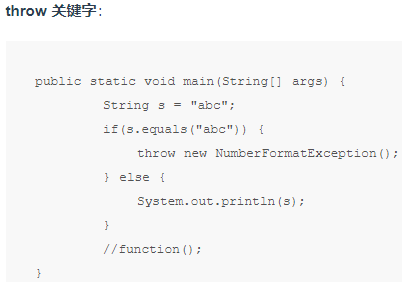 throw 关键字：
public static void main(String[] args) {
String s = "abc";
if(s.equals("abc")) {
throw new NumberFormatException();
} else {
System.out.println(s);
}
//function();
}